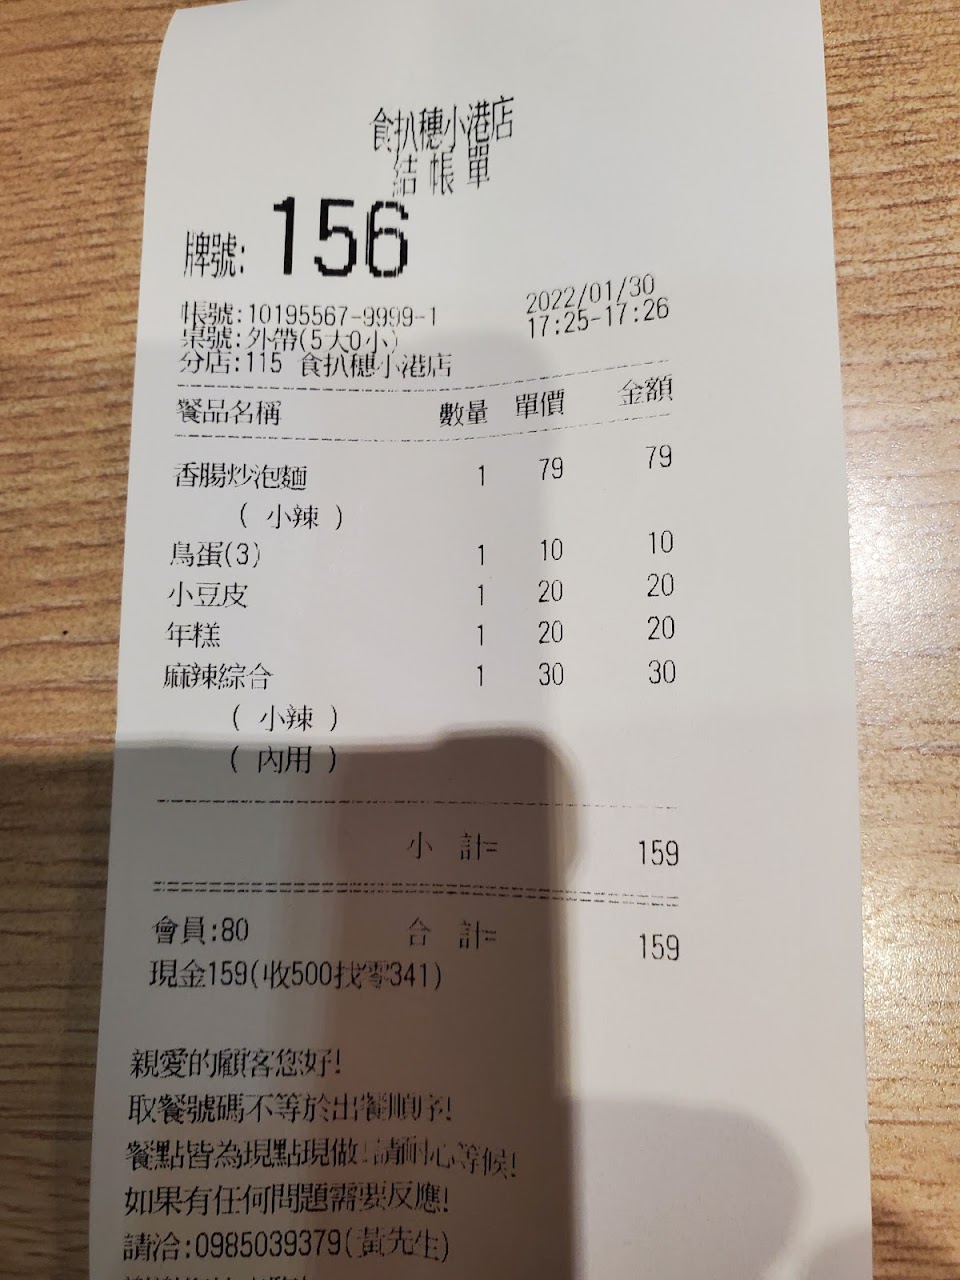 食扒穗小港店
結帳單
牌號: 156
帳號:10195567-9999-1 2022/01/30
桌號:外帶(5大0小) 17:25-17:26
分店:115 食扒穗小港店
餐品名稱 數量 單價 金額
香腸炒泡麵 1 79 79
( 小辣 )
鳥蛋(3) 1 10 10
小豆皮 1 20 20
年糕 1 20 20
麻辣綜合 1 30 30
( 小辣 )
( 內用 )
小 計= 159
會員:80 合 計= 159
現金159(收500找零341)
親愛的顧客您好!
取餐號碼不等於出餐順序!
餐點皆為現點現做!請耐心等候!
如果有任何問題需要反應!
請洽:0985039379(黃先生)